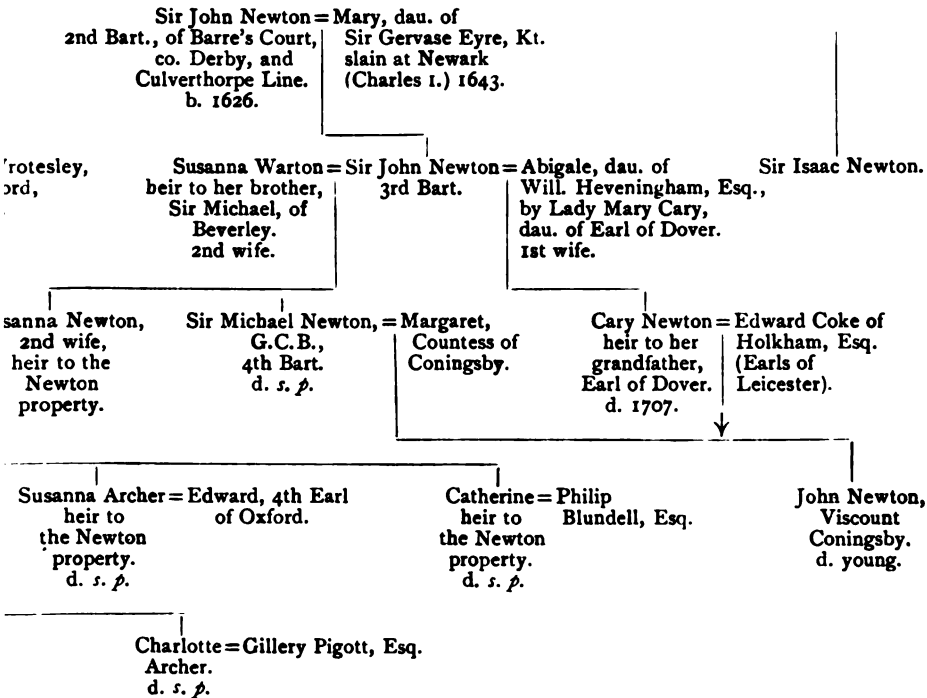 Sir John Newton = Mary, dau. of
2nd Bart., of Barre's Court, Sir Gervase Eyre, Kt.
co. Derby, and slain at Newark
Culverthorpe Line. (Charles I.) 1643.
b. 1626.
rotesley, Susanna Warton = Sir John Newton = Abigale, dau. of Sir Isaac Newton.
ord, heir to her brother, 3rd Bart. Will. Heveningham, Esq.,
Sir Michael, of by Lady Mary Cary,
Beverley. dau. of Earl of Dover.
2nd wife. 1st wife.
sanna Newton, Sir Michael Newton, = Margaret, Cary Newton = Edward Coke of
2nd wife, G.C.B., Countess of heir to her Holkham, Esq.
heir to the 4th Bart. Coningsby. grandfather, (Earls of
Newton d. s. p. Earl of Dover. Leicester).
property. d. 1707.
Susanna Archer = Edward, 4th Earl Catherine = Philip John Newton,
heir to of Oxford. heir to Blundell, Esq. Viscount
the Newton the Newton Coningsby.
property. property. d. young.
d. s. p. d. s. p.
Charlotte = Gillery Pigott, Esq.
Archer.
d. s. p.